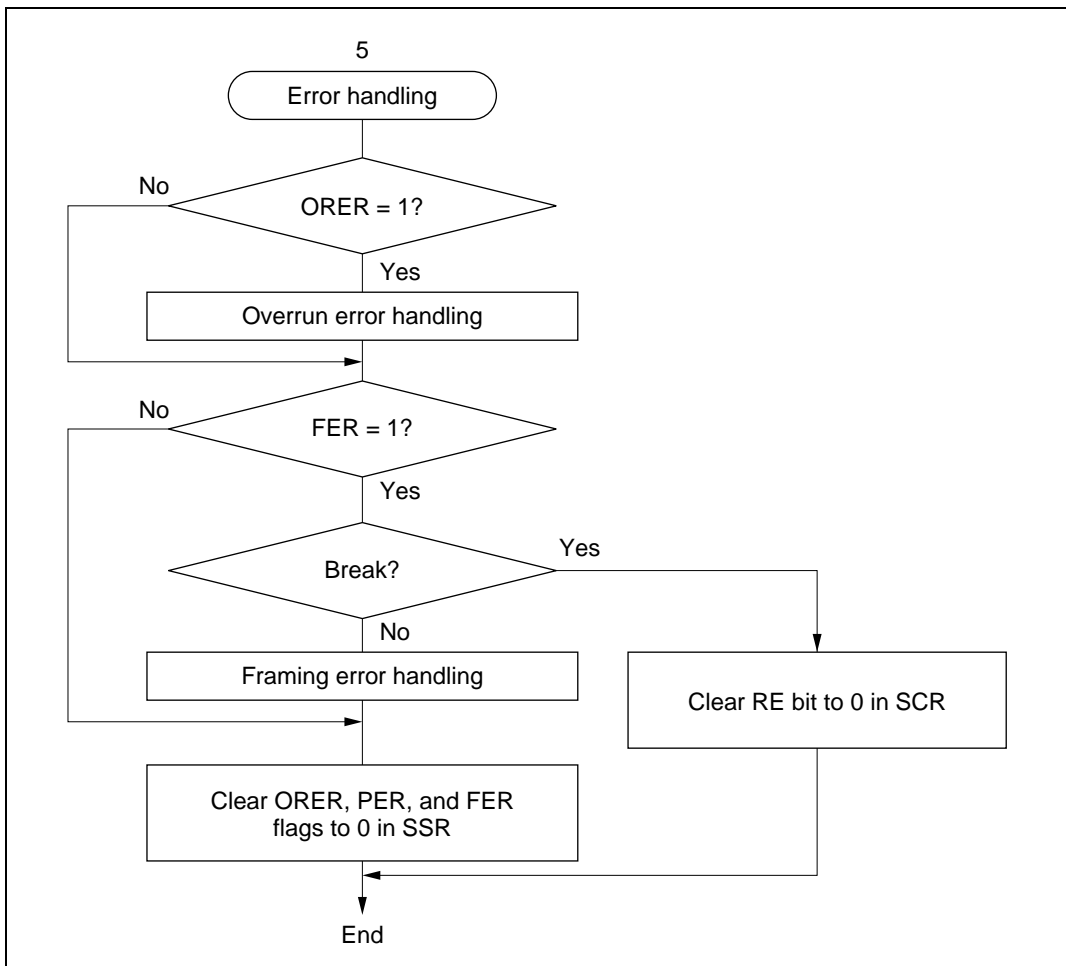 5
Error handling
No
ORER = 1?
Yes
Overrun error handling
No
FER = 1?
Yes
Break?
Yes
No
Framing error handling
Clear RE bit to 0 in SCR
Clear ORER, PER, and FER
flags to 0 in SSR
End